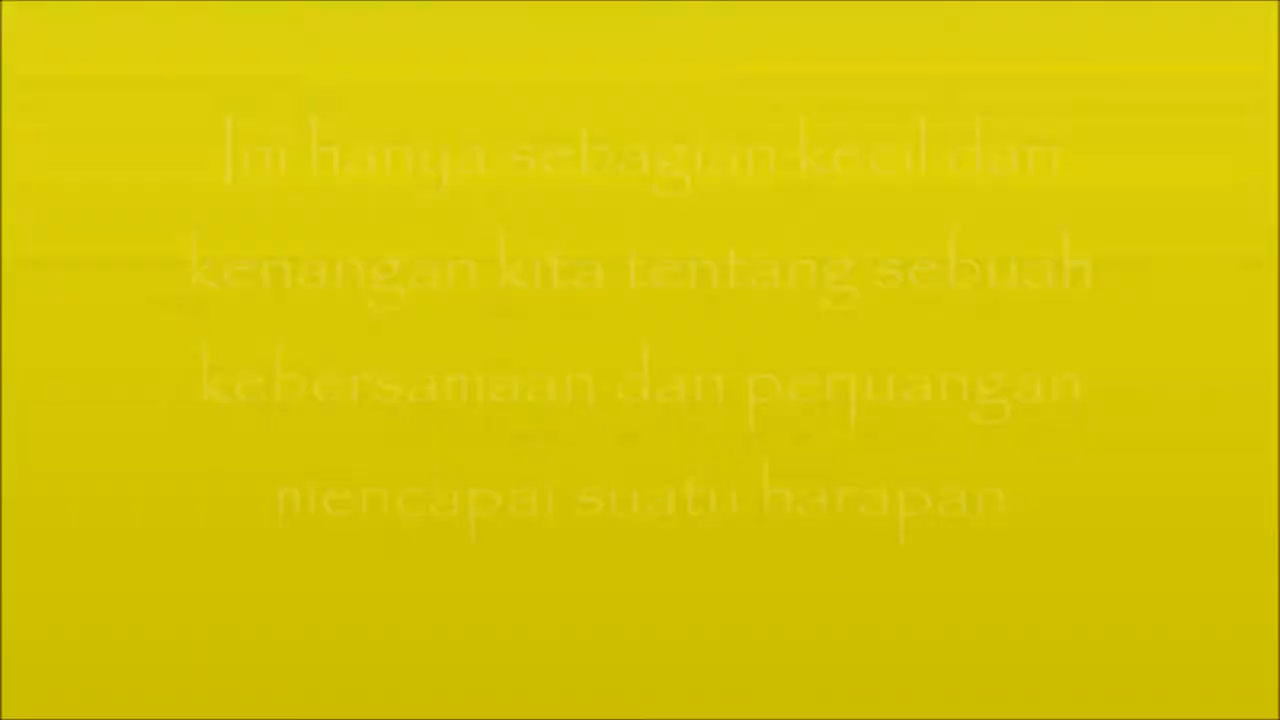 Ini hanya sebagian kecil dari
kenangan kita tentang sebuah
kebersamaan dan perjuangan
mencapai suatu harapan